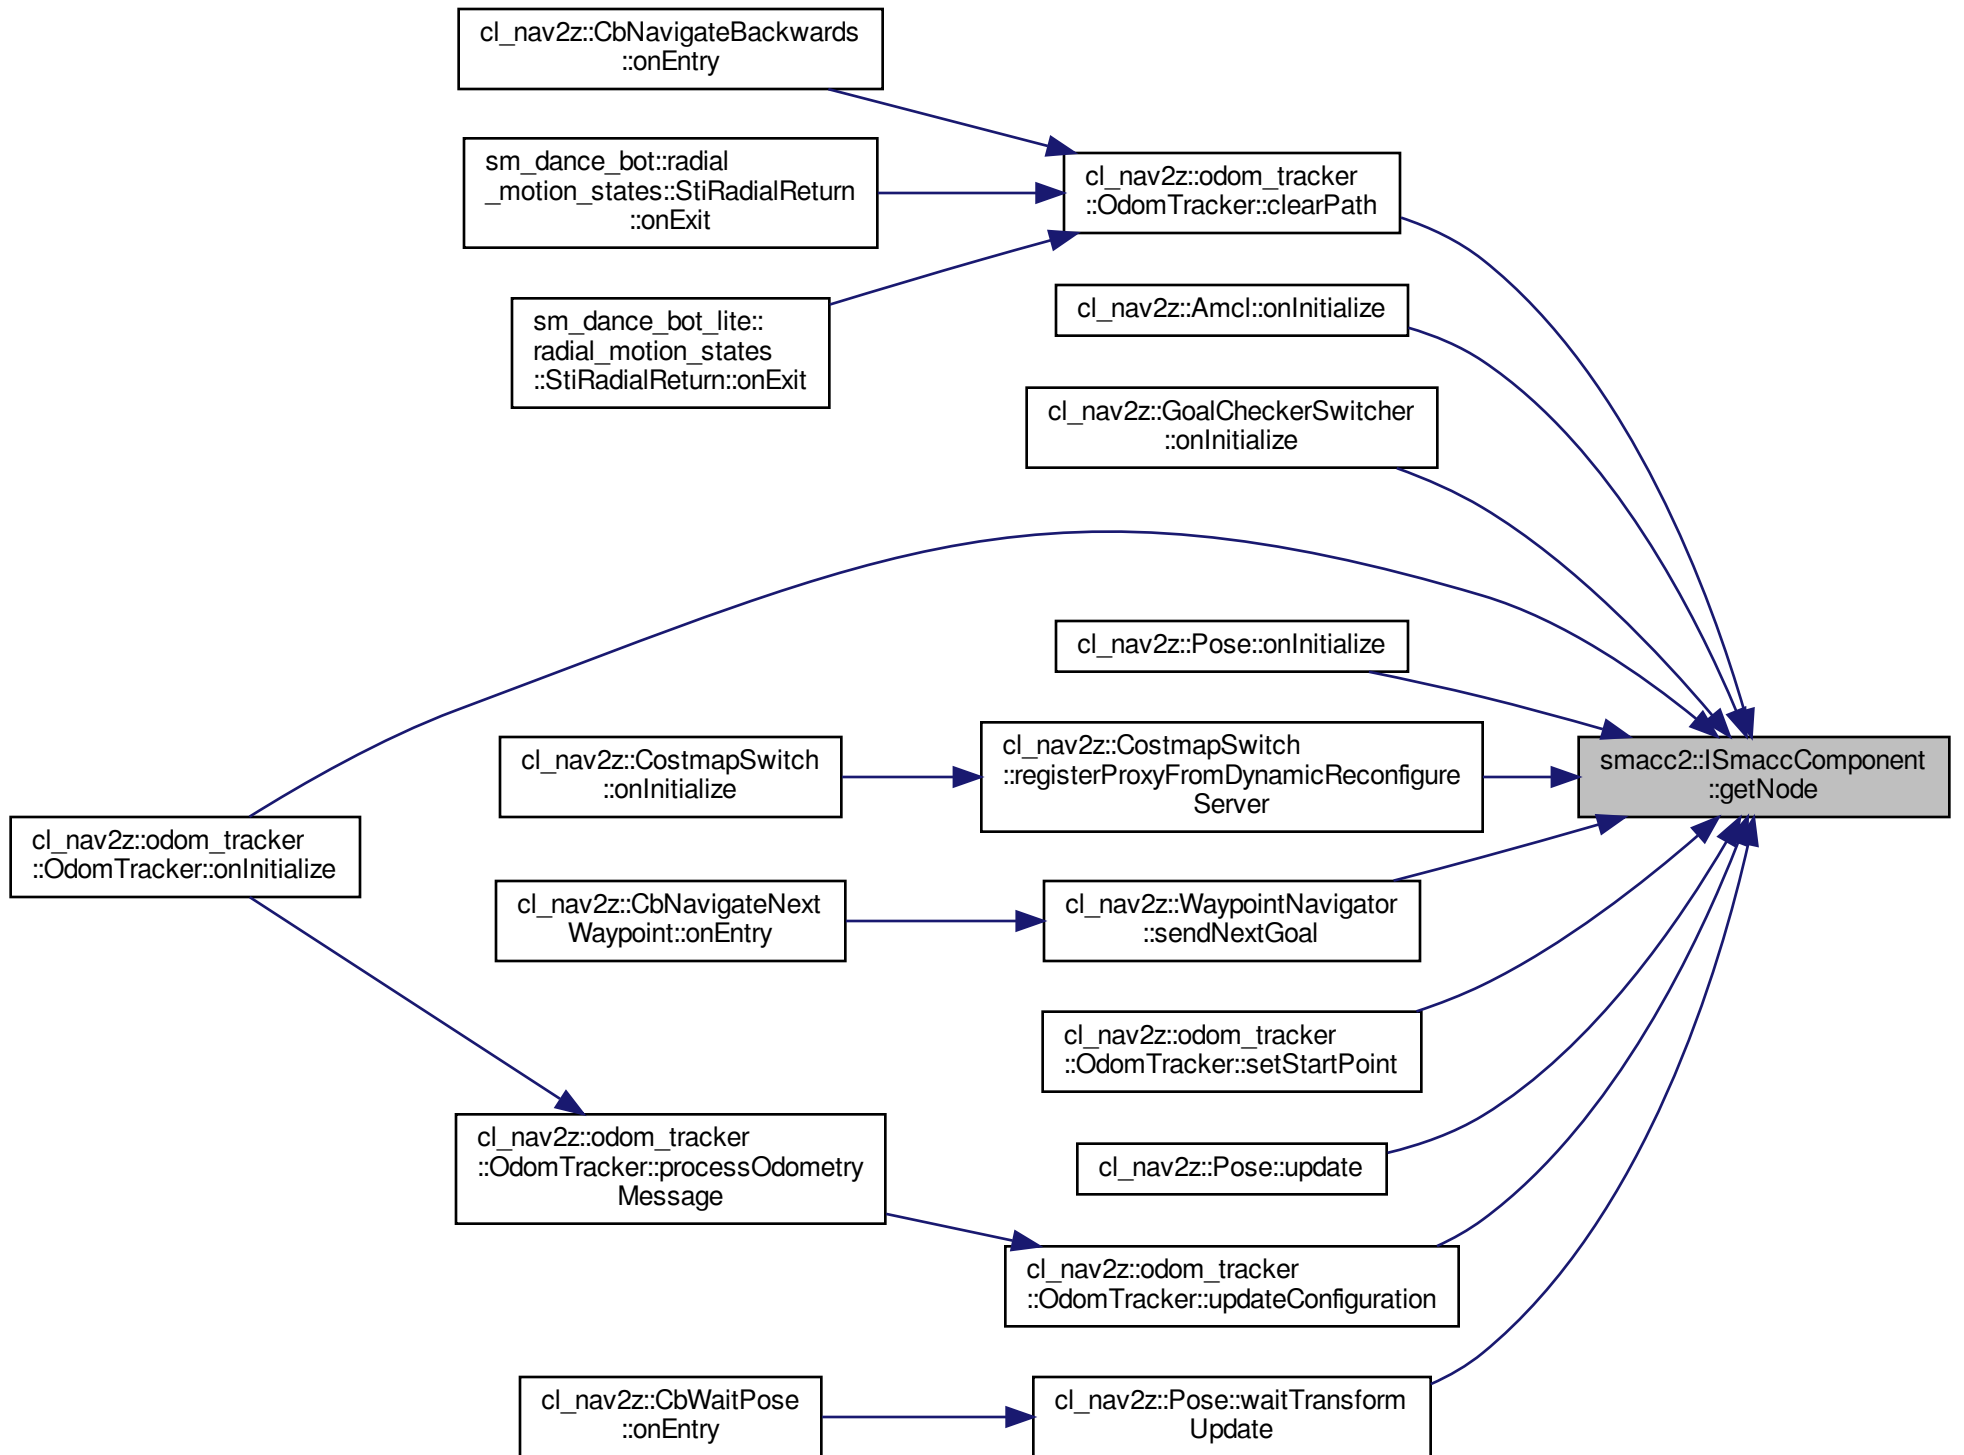 cl_nav2z::CbNavigateBackwards
::onEntry
sm_dance_bot::radial
_motion_states::StiRadialReturn
::onExit
cl_nav2z::odom_tracker
::OdomTracker::clearPath
sm_dance_bot_lite::
radial_motion_states
::StiRadialReturn::onExit
cl_nav2z::Amcl::onInitialize
cl_nav2z::GoalCheckerSwitcher
::onInitialize
cl_nav2z::Pose::onInitialize
cl_nav2z::CostmapSwitch
::onInitialize
cl_nav2z::CostmapSwitch
::registerProxyFromDynamicReconfigure
Server
smacc2::ISmaccComponent
::getNode
cl_nav2z::odom_tracker
::OdomTracker::onInitialize
cl_nav2z::CbNavigateNext
Waypoint::onEntry
cl_nav2z::WaypointNavigator
::sendNextGoal
cl_nav2z::odom_tracker
::OdomTracker::setStartPoint
cl_nav2z::odom_tracker
::OdomTracker::processOdometry
Message
cl_nav2z::Pose::update
cl_nav2z::odom_tracker
::OdomTracker::updateConfiguration
cl_nav2z::CbWaitPose
::onEntry
cl_nav2z::Pose::waitTransform
Update